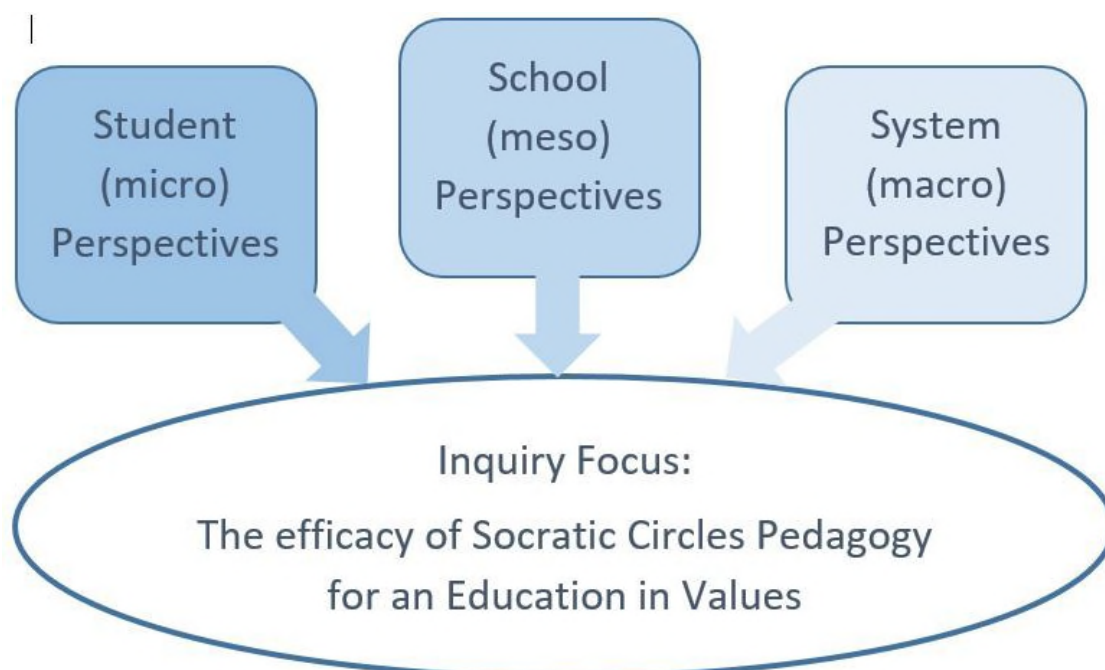 Student
(micro)
Perspectives
School
(meso)
Perspectives
System
(macro)
Perspectives
Inquiry Focus:
The efficacy of Socratic Circles Pedagogy
for an Education in Values